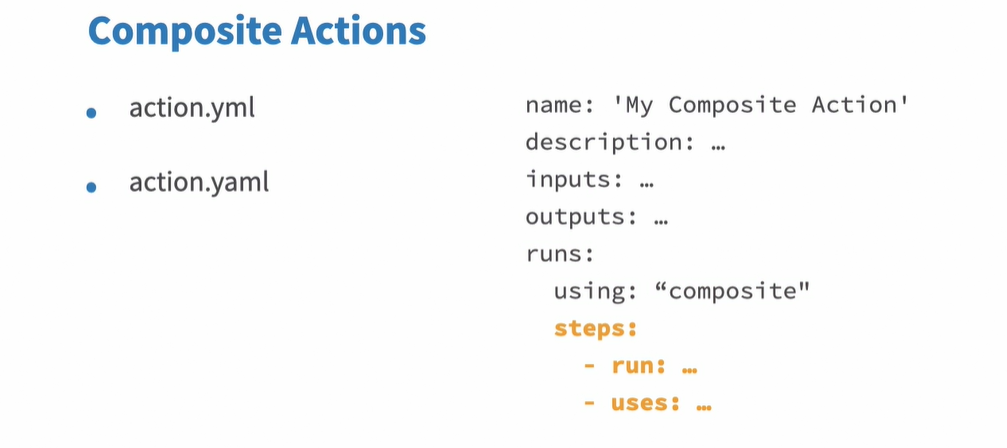 Composite Actions
• action.yml
• action.yaml
name: 'My Composite Action'
description: …
inputs: …
outputs: …
runs:
  using: “composite"
  steps:
    - run: …
    - uses: …